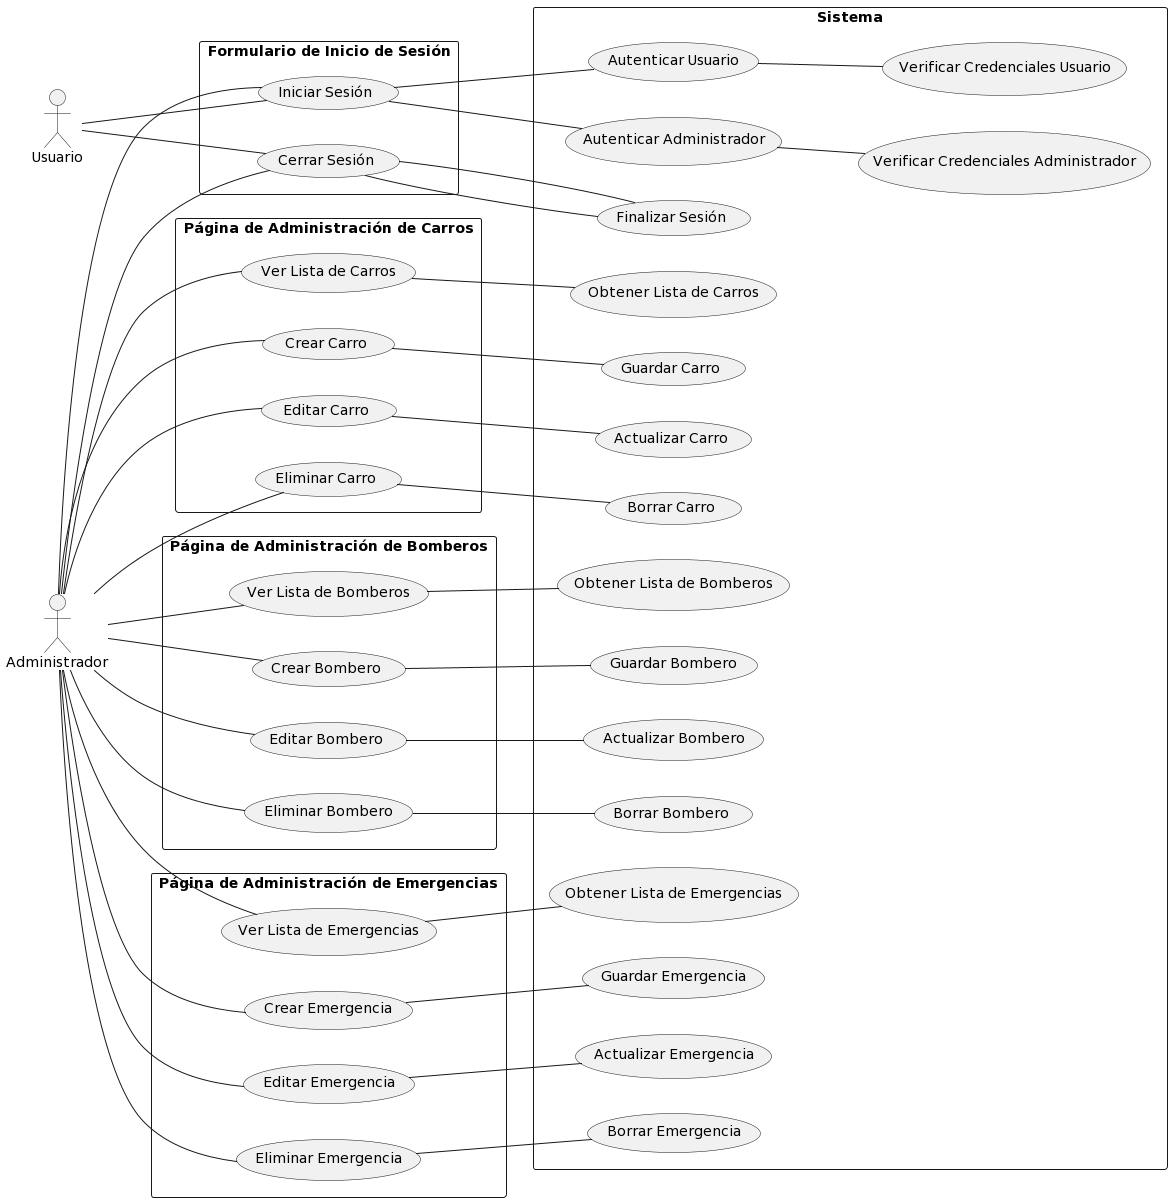 Sistema
Formulario de Inicio de Sesión
Autenticar Usuario
Verificar Credenciales Usuario
Iniciar Sesión
Usuario
Autenticar Administrador
Verificar Credenciales Administrador
Cerrar Sesión
Finalizar Sesión
Página de Administración de Carros
Ver Lista de Carros
Obtener Lista de Carros
Crear Carro
Guardar Carro
Editar Carro
Actualizar Carro
Eliminar Carro
Borrar Carro
Página de Administración de Bomberos
Ver Lista de Bomberos
Obtener Lista de Bomberos
Administrador
Crear Bombero
Guardar Bombero
Editar Bombero
Actualizar Bombero
Eliminar Bombero
Borrar Bombero
Página de Administración de Emergencias
Obtener Lista de Emergencias
Ver Lista de Emergencias
Guardar Emergencia
Crear Emergencia
Actualizar Emergencia
Editar Emergencia
Borrar Emergencia
Eliminar Emergencia